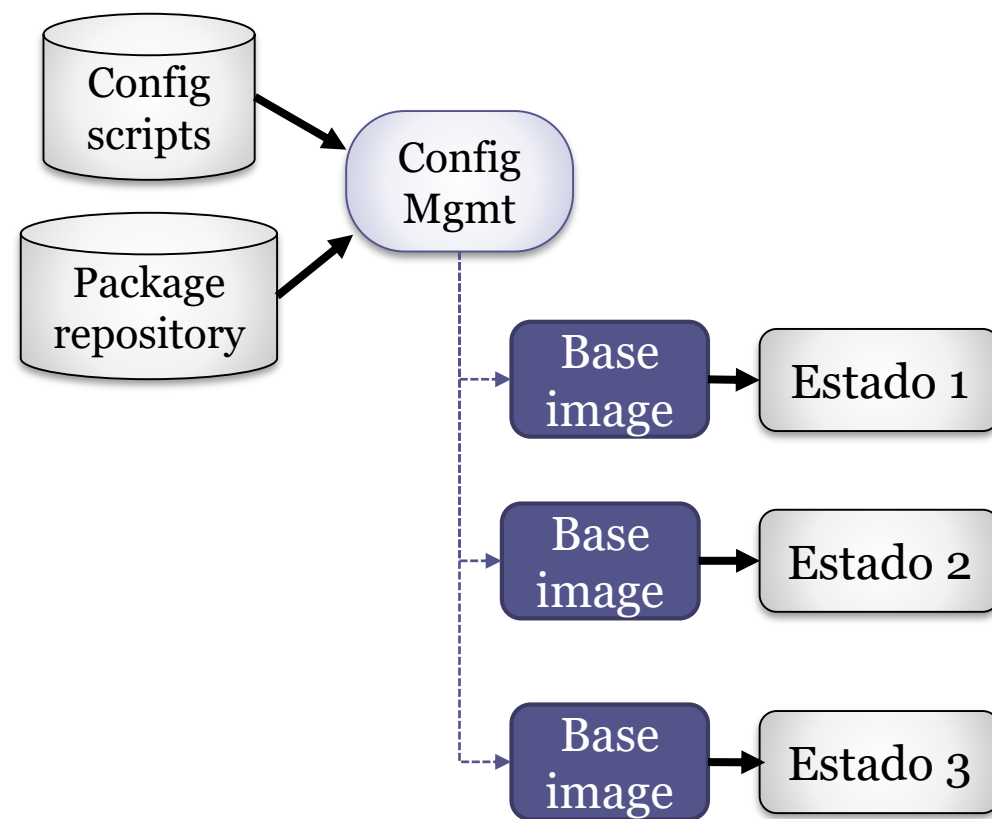 Config
scripts
Config
Mgmt
Package
repository
Base
image
Estado 1
Base
image
Estado 2
Base
image
Estado 3